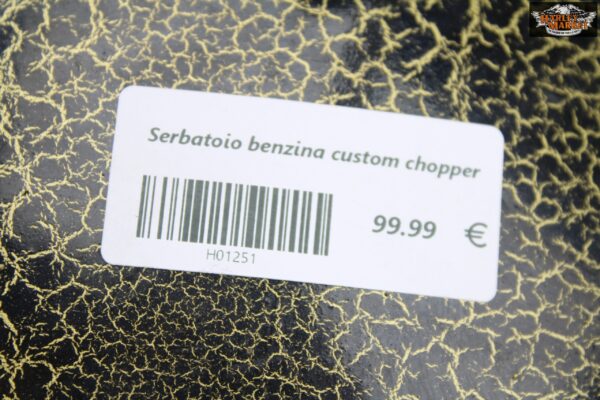 Serbatoio benzina custom chopper
99.99 €
H01251